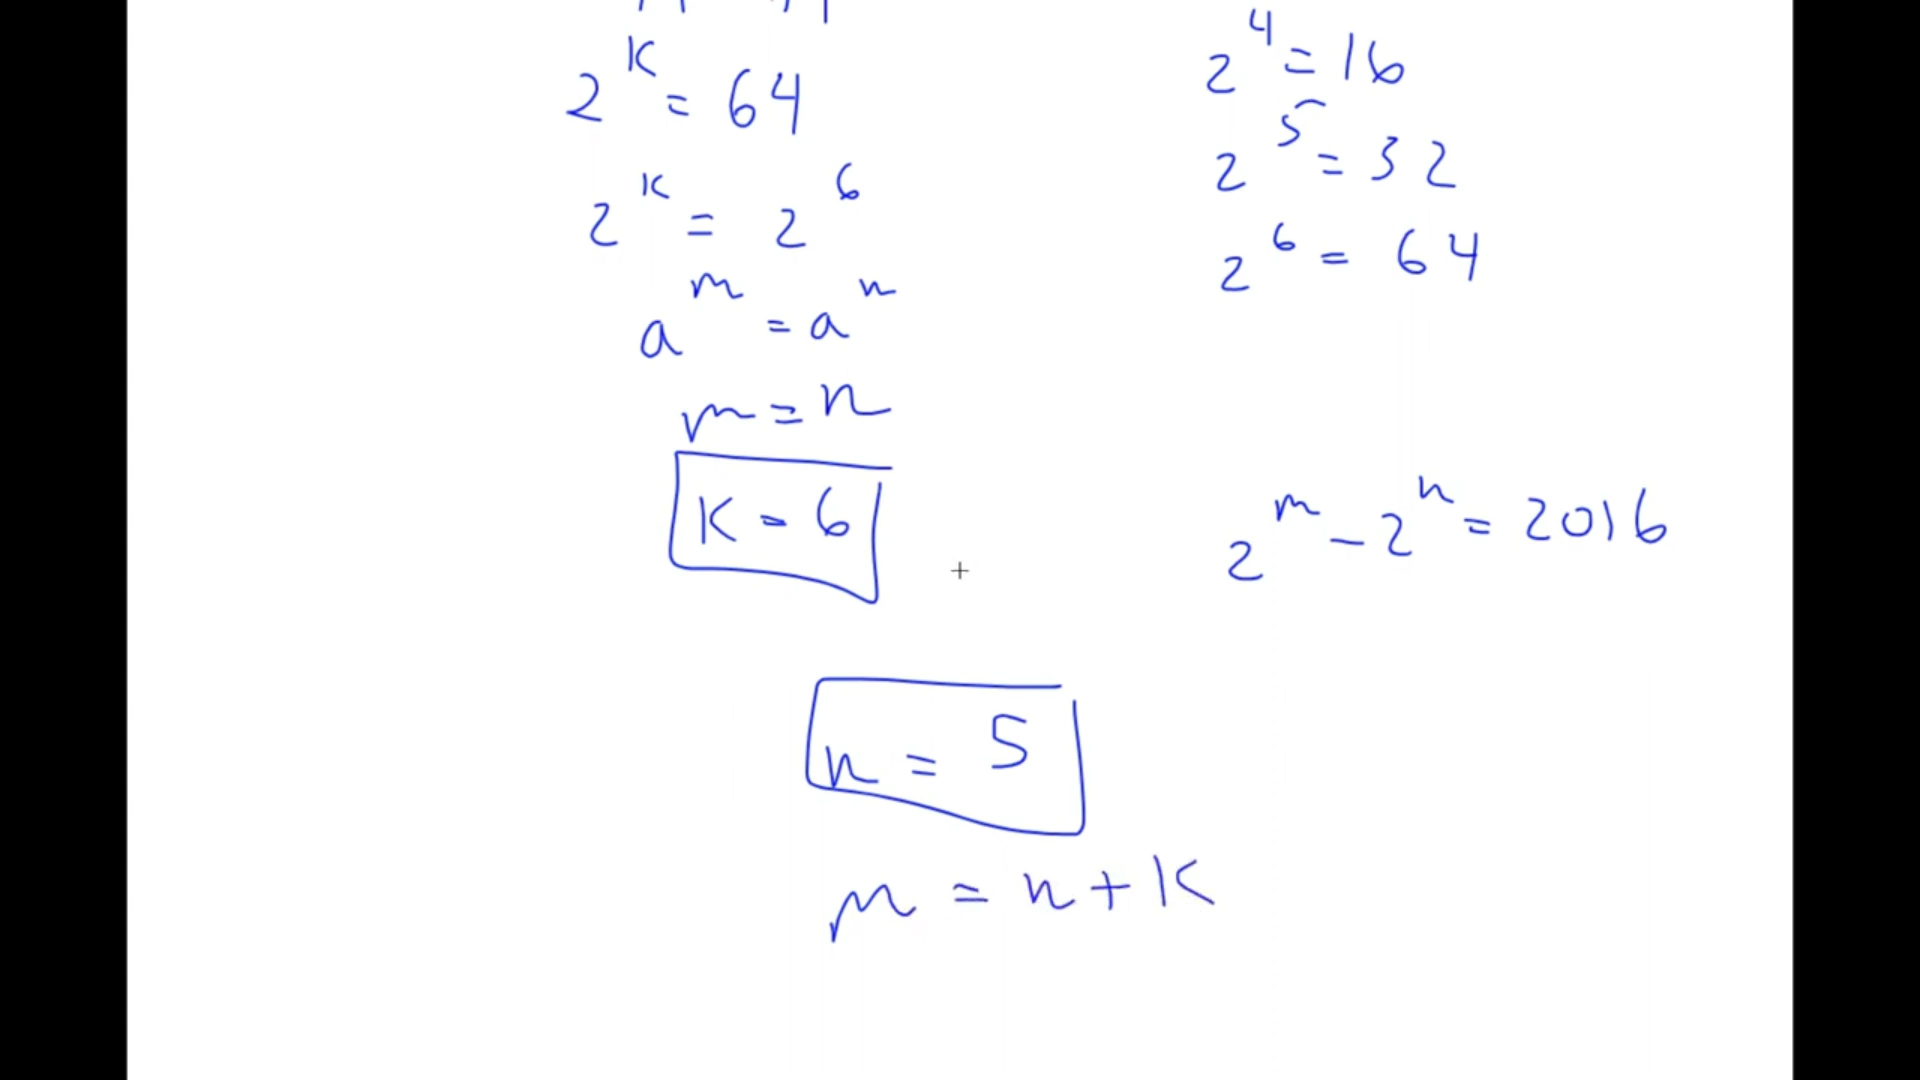 2^K = 64
2^K = 2^6
a^m = a^n
m = n
K = 6
2^4 = 16
2^5 = 32
2^6 = 64
2^m - 2^n = 2016
n = 5
m = n + K